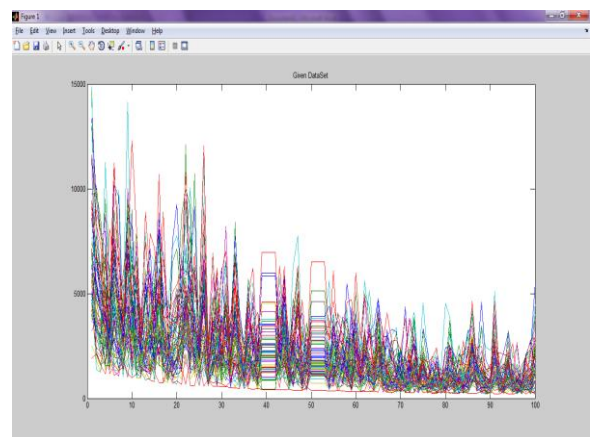 Figure 1
File Edit View Insert Tools Desktop Window Help
Given DataSet
15000
10000
5000
0
0 10 20 30 40 50 60 70 80 90 100